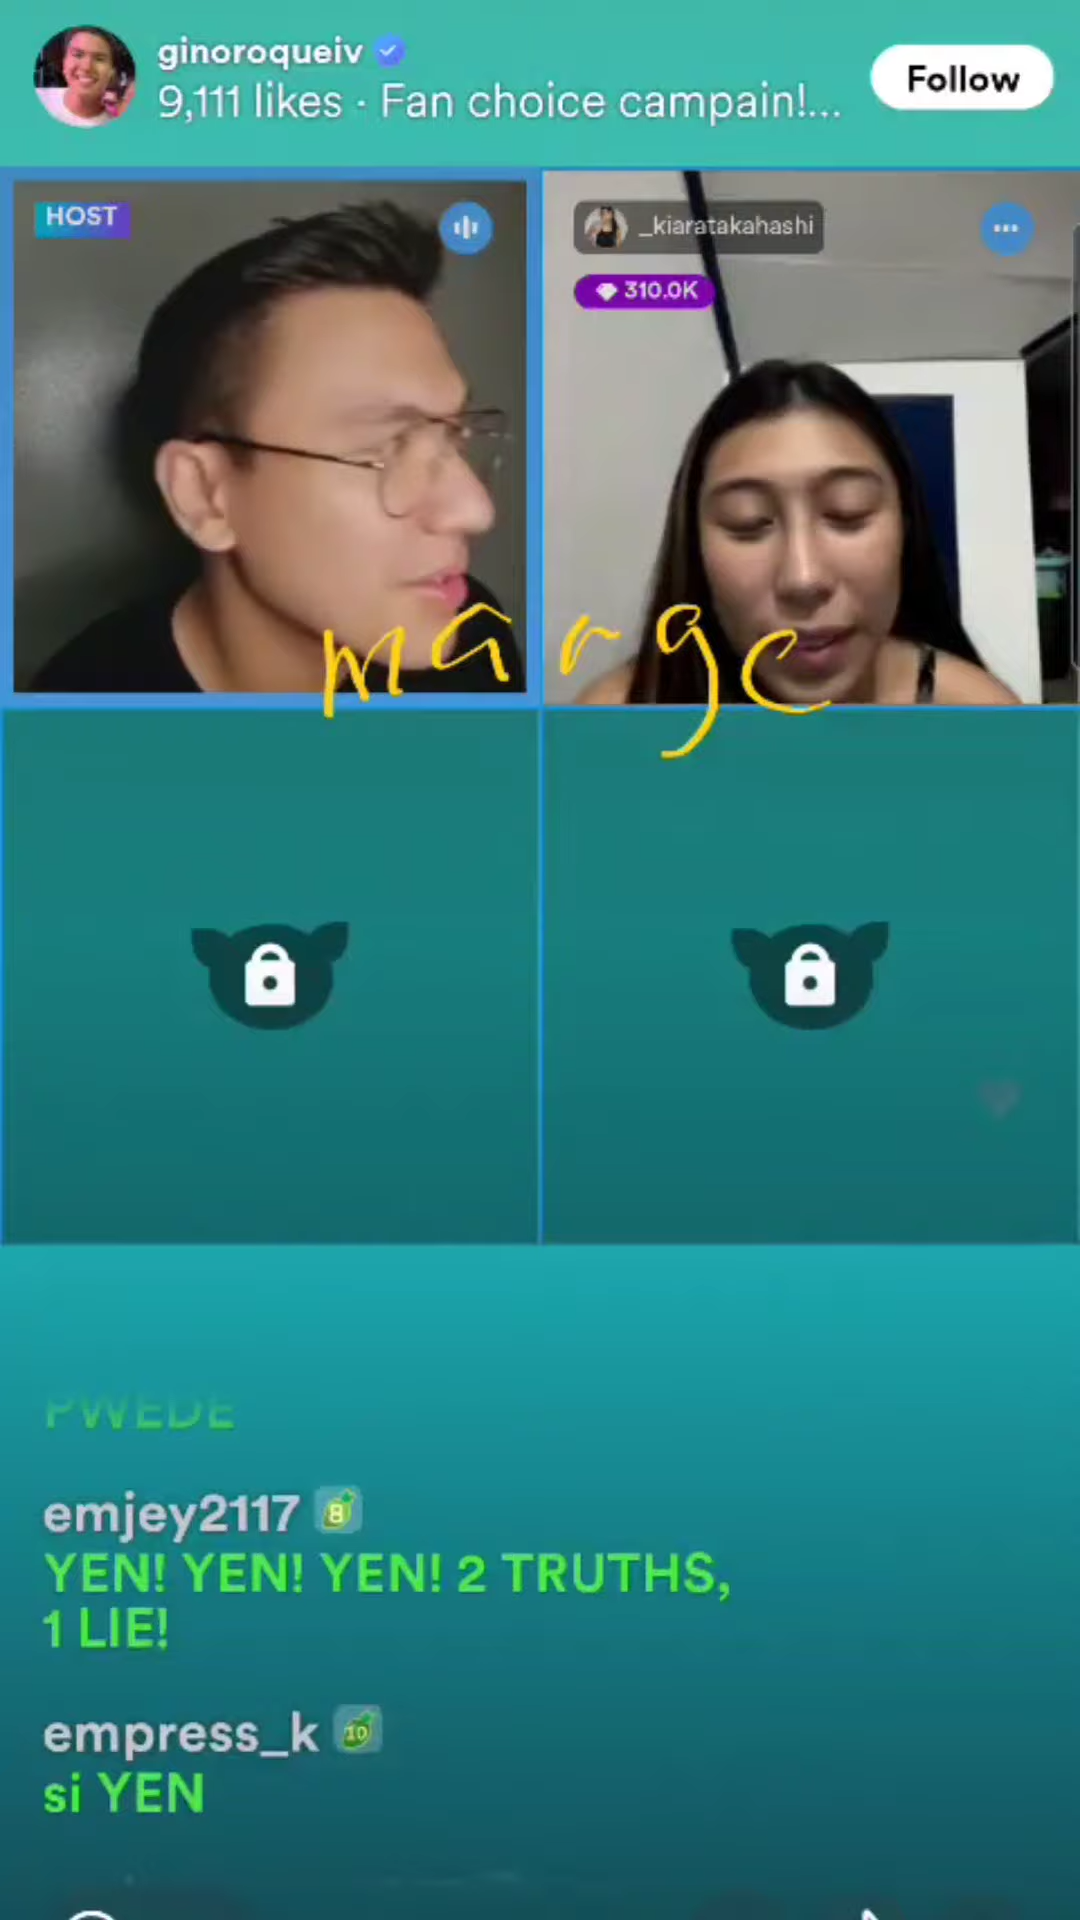 ginoroqueiv
9,111 likes · Fan choice campain!...
Follow
HOST
_kiaratakahashi
310.0K
marge
PWEDE
emjey2117 8
YEN! YEN! YEN! 2 TRUTHS,
1 LIE!
empress_k 10
si YEN